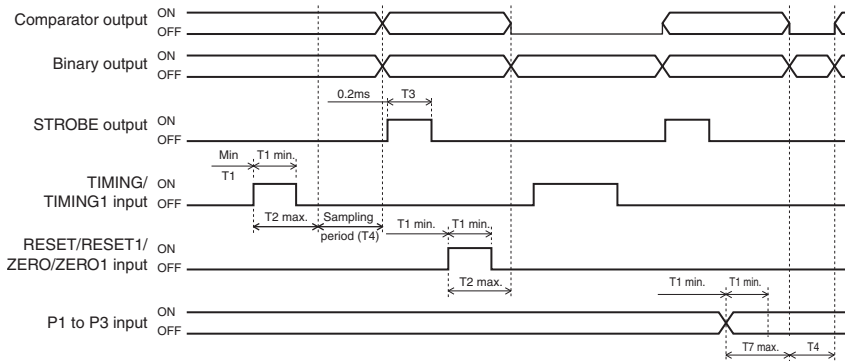 Comparator output ON
OFF
Binary output ON
OFF
0.2ms T3
STROBE output ON
OFF
Min T1 min.
T1
TIMING/
TIMING1 input ON
OFF
T2 max. Sampling
period (T4) T1 min. T1 min.
RESET/RESET1/
ZERO/ZERO1 input ON
OFF
T2 max.
T1 min. T1 min.
P1 to P3 input ON
OFF
T7 max. T4